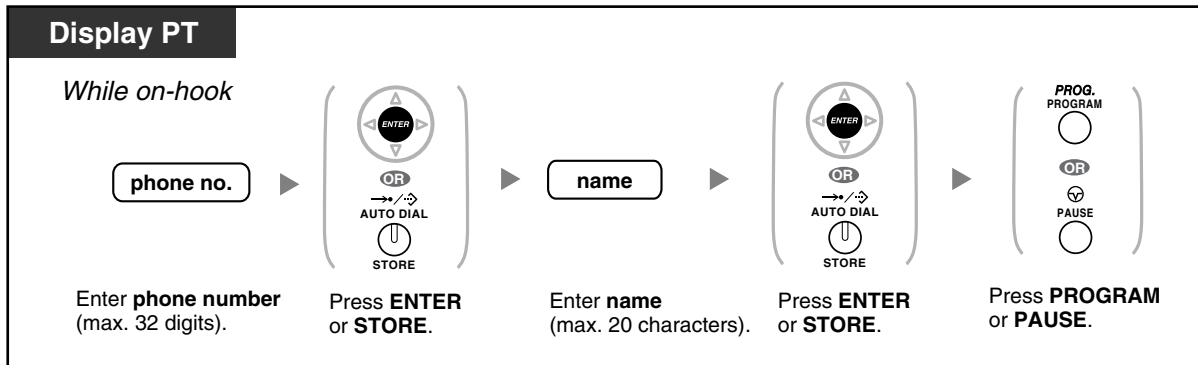 Display PT
While on-hook
phone no.
ENTER
OR
AUTO DIAL
STORE
name
ENTER
OR
AUTO DIAL
STORE
PROG.
PROGRAM
OR
PAUSE
Enter phone number
(max. 32 digits).
Press ENTER
or STORE.
Enter name
(max. 20 characters).
Press ENTER
or STORE.
Press PROGRAM
or PAUSE.